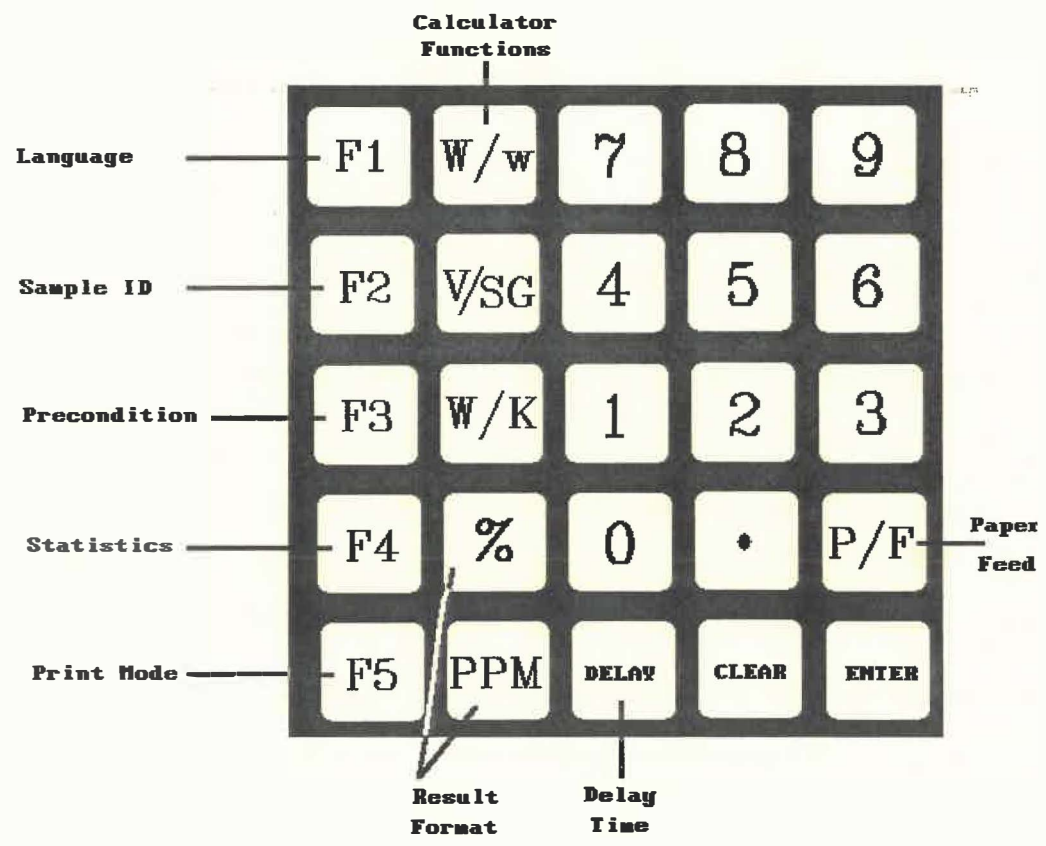 Calculator
Functions
Language
F1 W/w 7 8 9
Sample ID
F2 V/SG 4 5 6
Precondition
F3 W/K 1 2 3
Statistics
F4 % 0 • P/F
Paper
Feed
Print Mode
F5 PPM DELAY CLEAR ENTER
Result
Format
Delay
Time